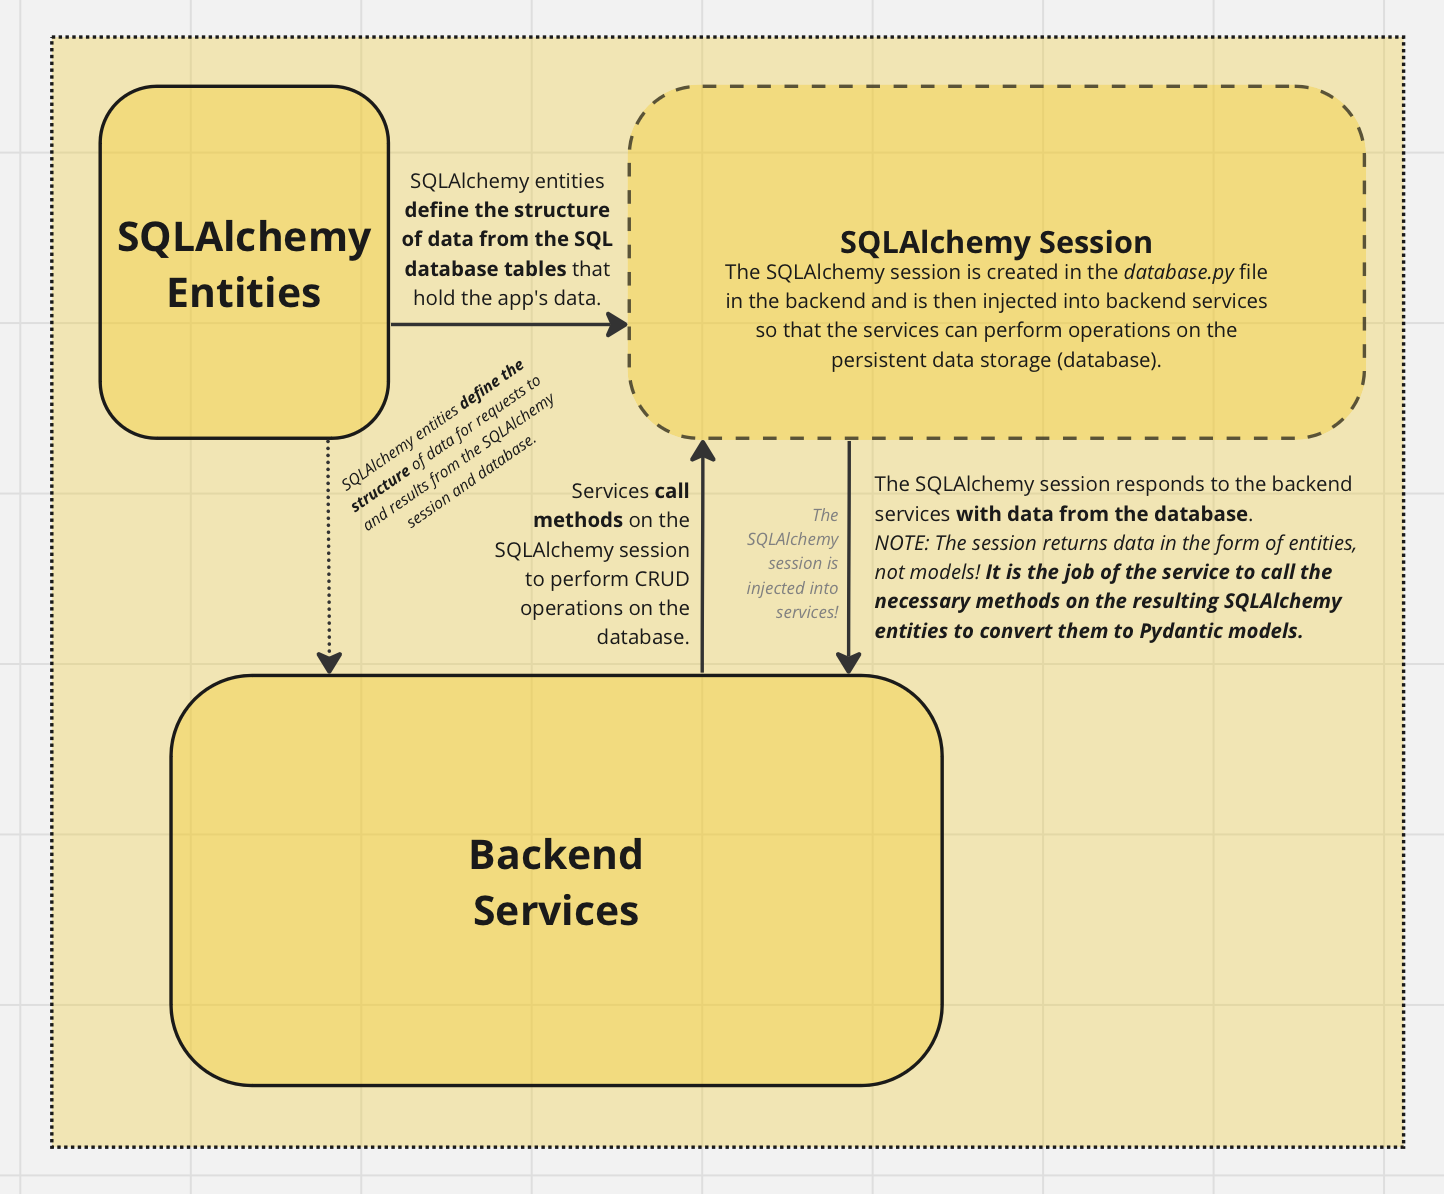 SQLAlchemy
Entities
SQLAlchemy entities
define the structure
of data from the SQL
database tables that
hold the app's data.
SQLAlchemy Session
The SQLAlchemy session is created in the database.py file
in the backend and is then injected into backend services
so that the services can perform operations on the
persistent data storage (database).
SQLAlchemy entities define the
structure of data for requests to
and results from the SQLAlchemy
session and database.
Services call
methods on the
SQLAlchemy session
to perform CRUD
operations on the
database.
The
SQLAlchemy
session is
injected into
services!
The SQLAlchemy session responds to the backend
services with data from the database.
NOTE: The session returns data in the form of entities,
not models! It is the job of the service to call the
necessary methods on the resulting SQLAlchemy
entities to convert them to Pydantic models.
Backend
Services